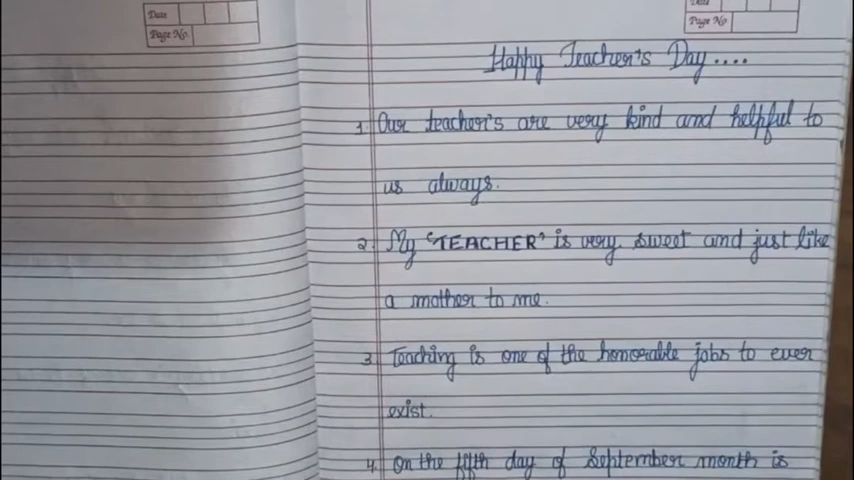 Date
Page No.
Date
Page No.
Happy Teacher's Day....
1. Our teacher's are very kind and helpful to
us always.
2. My "TEACHER" is very sweet and just like
a mother to me.
3 Teaching is one of the honorable jobs to ever
exist.
4. On the fifth day of September month is